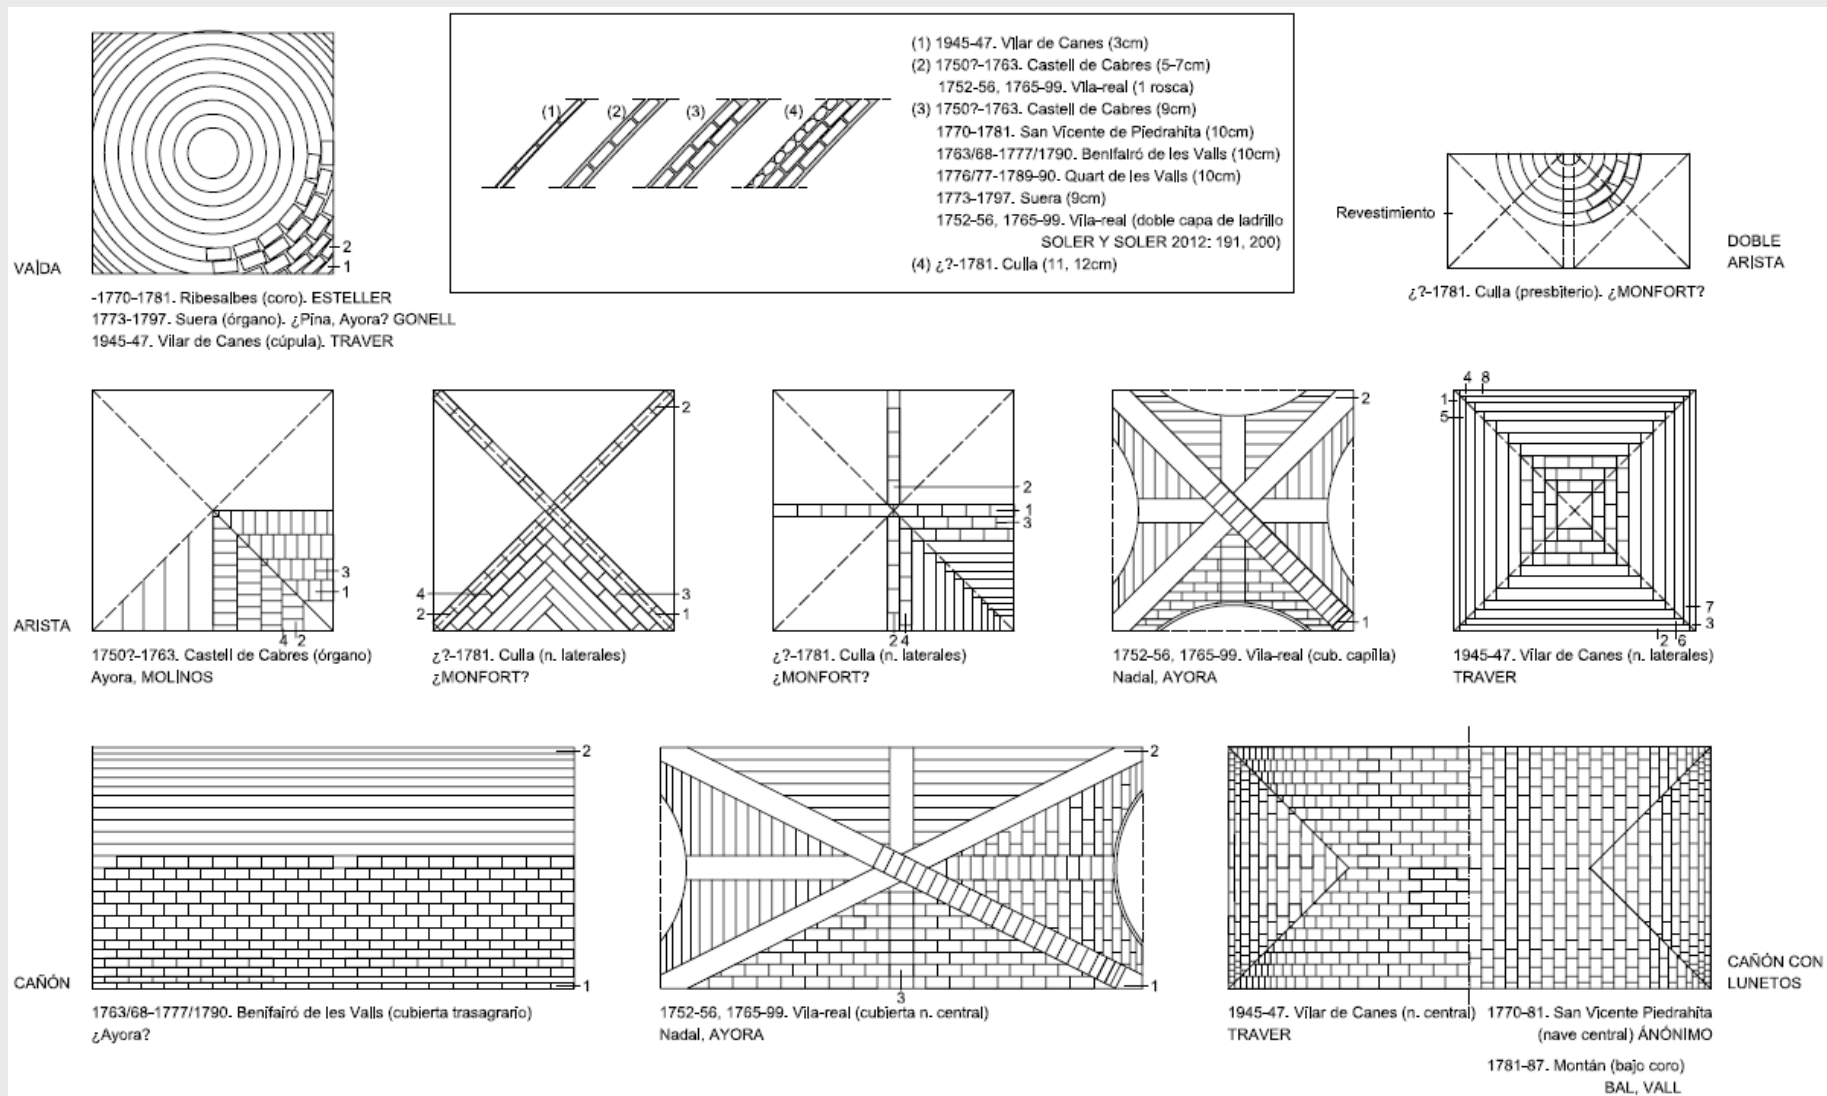 (1) (2) (3) (4)
(1) 1945-47. Vilar de Canes (3cm)
(2) 1750?-1763. Castell de Cabres (5-7cm)
1752-56, 1765-99. Vila-real (1 rosca)
(3) 1750?-1763. Castell de Cabres (9cm)
1770-1781. San Vicente de Piedrahita (10cm)
1763/68-1777/1790. Benifairó de les Valls (10cm)
1776/77-1789-90. Quart de les Valls (10cm)
1773-1797. Suera (9cm)
1752-56, 1765-99. Vila-real (doble capa de ladrillo
SOLER Y SOLER 2012: 191, 200)
(4) ¿?-1781. Culla (11, 12cm)
VAIDA
2
1
-1770-1781. Ribesalbes (coro). ESTELLER
1773-1797. Suera (órgano). ¿Pina, Ayora? GONELL
1945-47. Vilar de Canes (cúpula). TRAVER
Revestimiento
DOBLE
ARISTA
¿?-1781. Culla (presbiterio). ¿MONFORT?
ARISTA
3
1
4 2
1750?-1763. Castell de Cabres (órgano)
Ayora, MOLINOS
2
4 3
2 1
¿?-1781. Culla (n. laterales)
¿MONFORT?
2
1
3
2 4
¿?-1781. Culla (n. laterales)
¿MONFORT?
2
1
1752-56, 1765-99. Vila-real (cub. capilla)
Nadal, AYORA
4 8
1
5
7
3
2 6
1945-47. Vilar de Canes (n. laterales)
TRAVER
CAÑÓN
2
1
1763/68-1777/1790. Benifairó de les Valls (cubierta trasagrario)
¿Ayora?
2
1
3
1752-56, 1765-99. Vila-real (cubierta n. central)
Nadal, AYORA
CAÑÓN CON
LUNETOS
1945-47. Vilar de Canes (n. central)
TRAVER
1770-81. San Vicente Piedrahita
(nave central) ÁNÓNIMO
1781-87. Montán (bajo coro)
BAL, VALL